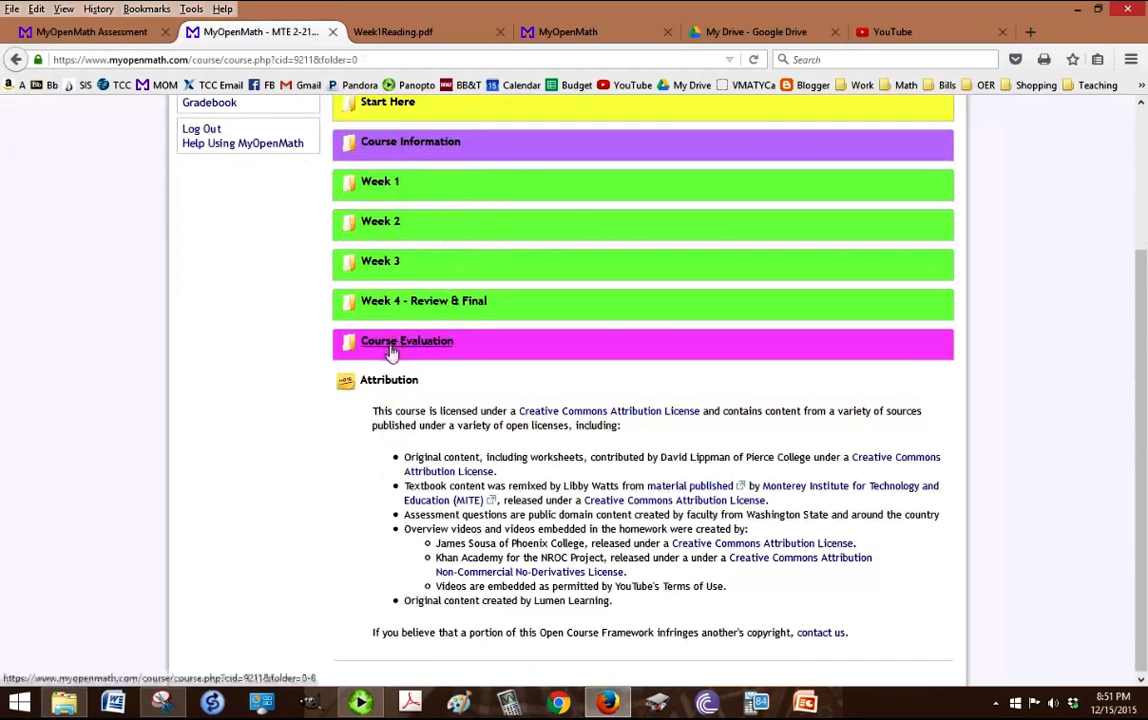 File Edit View History Bookmarks Tools Help
MyOpenMath Assessment × MyOpenMath - MTE 2-21... × Week1Reading.pdf × MyOpenMath × My Drive - Google Drive × YouTube × +
https://www.myopenmath.com/course/course.php?cid=9211&folder=0 Search
A Bb SIS TCC MOM TCC Email FB Gmail Pandora Panopto BB&T Calendar Budget YouTube My Drive VMATYCa Blogger Work Math Bills OER Shopping Teaching »
Gradebook
Log Out
Help Using MyOpenMath
Start Here
Course Information
Week 1
Week 2
Week 3
Week 4 - Review & Final
Course Evaluation
NOTE Attribution
This course is licensed under a Creative Commons Attribution License and contains content from a variety of sources
published under a variety of open licenses, including:
• Original content, including worksheets, contributed by David Lippman of Pierce College under a Creative Commons
Attribution License.
• Textbook content was remixed by Libby Watts from material published by Monterey Institute for Technology and
Education (MITE), released under a Creative Commons Attribution License.
• Assessment questions are public domain content created by faculty from Washington State and around the country
• Overview videos and videos embedded in the homework were created by:
James Sousa of Phoenix College, released under a Creative Commons Attribution License.
Khan Academy for the NROC Project, released under a under a Creative Commons Attribution
Non-Commercial No-Derivatives License.
Videos are embedded as permitted by YouTube's Terms of Use.
• Original content created by Lumen Learning.
If you believe that a portion of this Open Course Framework infringes another's copyright, contact us.
https://www.myopenmath.com/course/course.php?cid=9211&folder=0-8
84
8:51 PM
12/15/2015